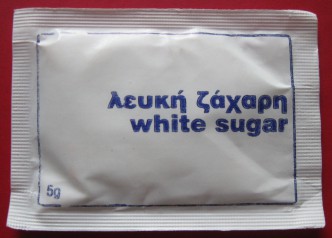 λευκή ζάχαρη
white sugar
5g